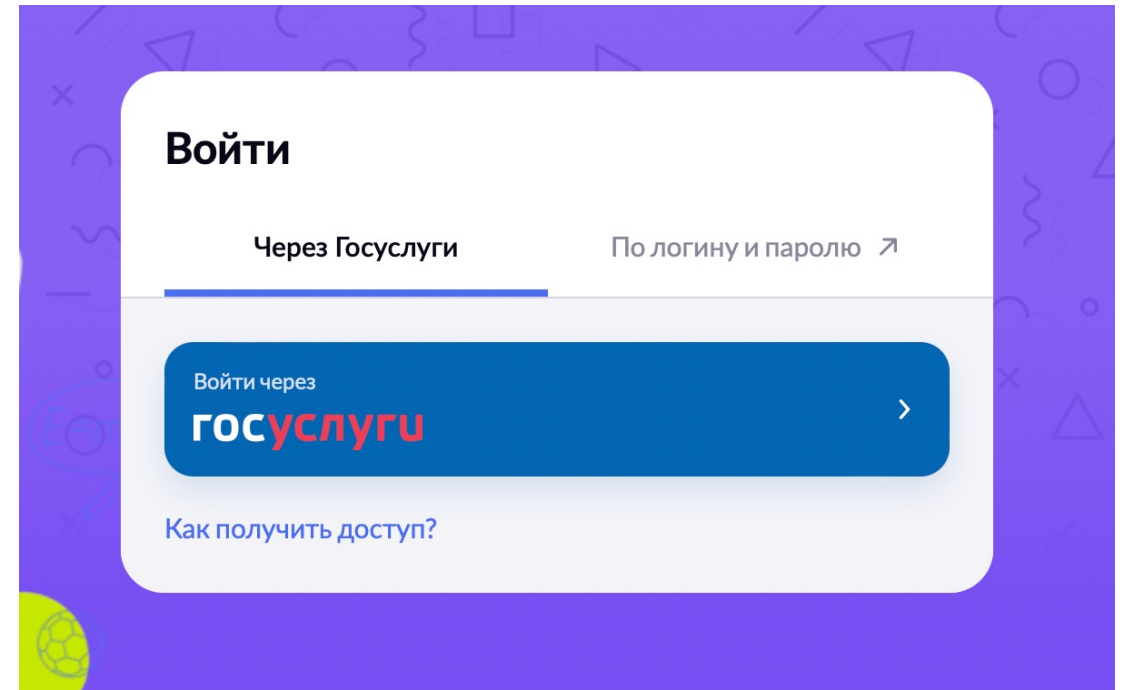 Войти
Через Госуслуги
По логину и паролю
Войти через
госуслуги
Как получить доступ?